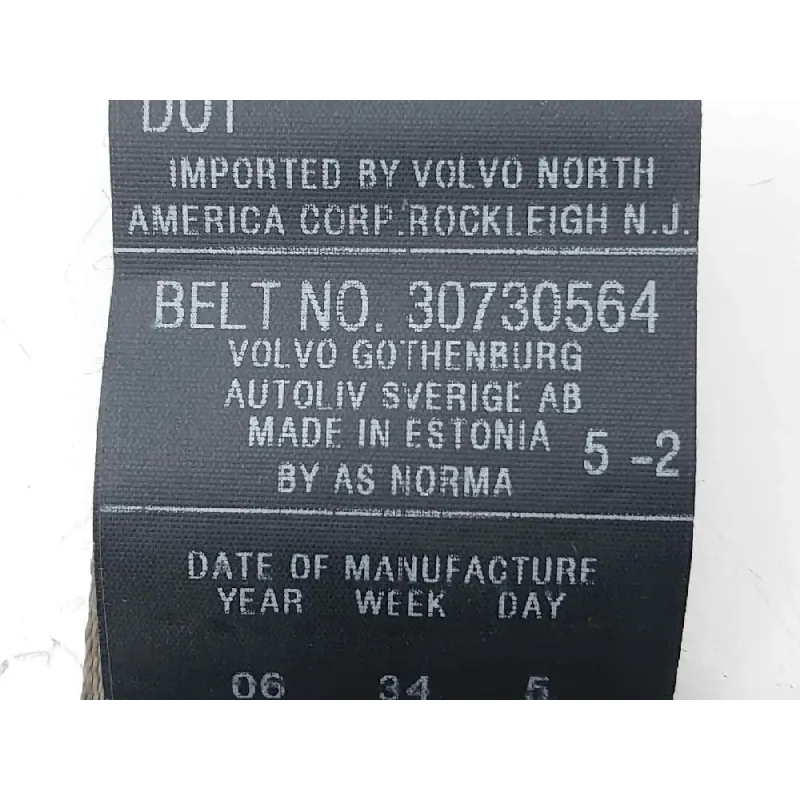 DOT
IMPORTED BY VOLVO NORTH
AMERICA CORP. ROCKLEIGH N.J.
BELT NO. 30730564
VOLVO GOTHENBURG
AUTOLIV SVERIGE AB
MADE IN ESTONIA
5 -2
BY AS NORMA
DATE OF MANUFACTURE
YEAR WEEK DAY
06 34 5